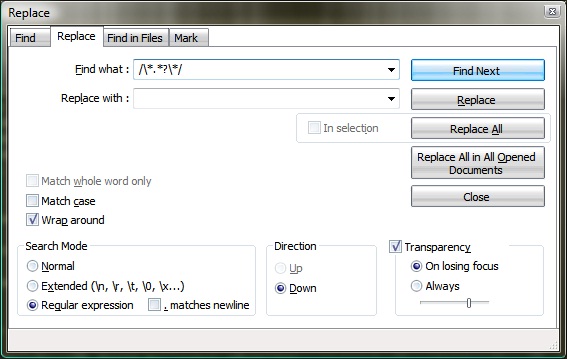 Replace
Find Replace Find in Files Mark
Find what : /\*.*?\*/ Find Next
Replace with : Replace
In selection Replace All
Replace All in All Opened
Documents
Match whole word only
Match case Close
Wrap around
Search Mode Direction Transparency
Normal Up On losing focus
Extended (\n, \r, \t, \0, \x...) Down Always
Regular expression . matches newline